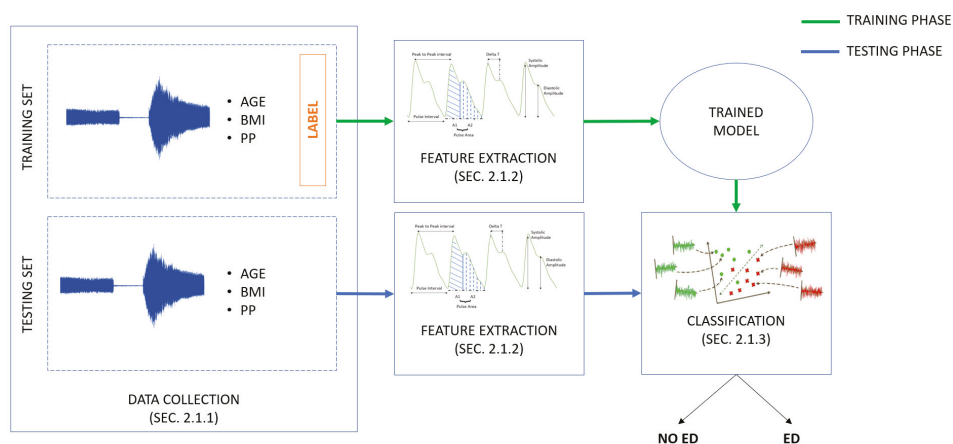 TRAINING PHASE
TESTING PHASE
TRAINING SET
• AGE
• BMI
• PP
LABEL
Peak to Peak interval
Delta T
Systolic
Amplitude
Diastolic
Amplitude
Pulse Interval
A1 A2
Pulse Area
FEATURE EXTRACTION
(SEC. 2.1.2)
TRAINED
MODEL
TESTING SET
• AGE
• BMI
• PP
Peak to Peak interval
Delta T
Systolic
Amplitude
Diastolic
Amplitude
Pulse Interval
A1 A2
Pulse Area
FEATURE EXTRACTION
(SEC. 2.1.2)
CLASSIFICATION
(SEC. 2.1.3)
DATA COLLECTION
(SEC. 2.1.1)
NO ED
ED